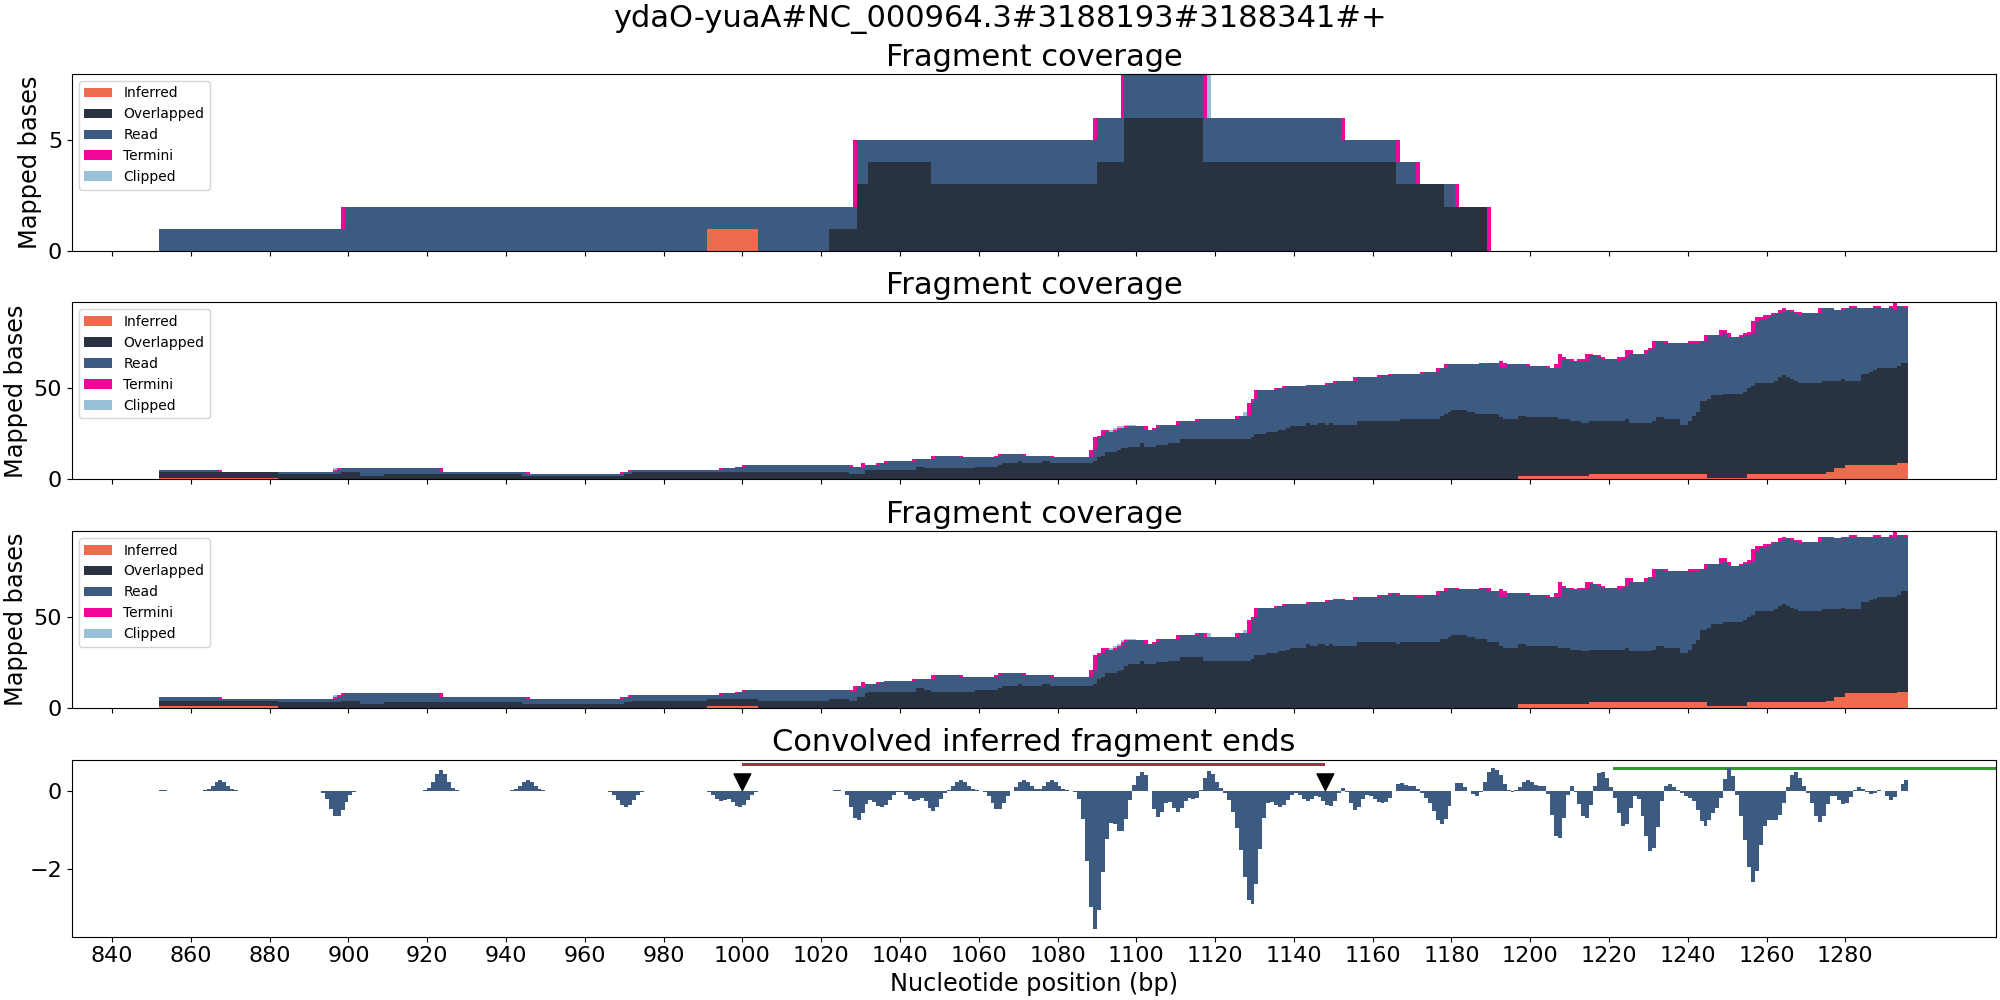 ydaO-yuaA#NC_000964.3#3188193#3188341#+
Fragment coverage
Mapped bases
5
0
Inferred
Overlapped
Read
Termini
Clipped
Fragment coverage
Mapped bases
50
0
Inferred
Overlapped
Read
Termini
Clipped
Fragment coverage
Mapped bases
50
0
Inferred
Overlapped
Read
Termini
Clipped
Convolved inferred fragment ends
0
−2
840 860 880 900 920 940 960 980 1000 1020 1040 1060 1080 1100 1120 1140 1160 1180 1200 1220 1240 1260 1280
Nucleotide position (bp)